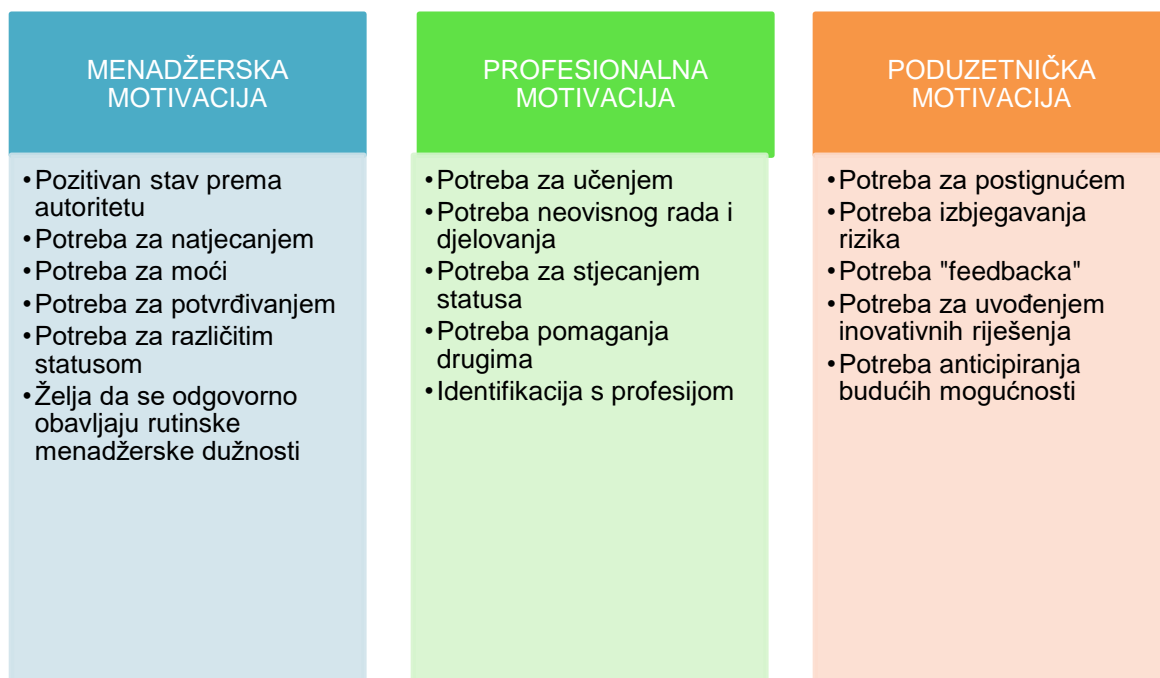 MENADŽERSKA
MOTIVACIJA
•Pozitivan stav prema
autoritetu
•Potreba za natjecanjem
•Potreba za moći
•Potreba za potvrđivanjem
•Potreba za različitim
statusom
•Želja da se odgovorno
obavljaju rutinske
menadžerske dužnosti
PROFESIONALNA
MOTIVACIJA
•Potreba za učenjem
•Potreba neovisnog rada i
djelovanja
•Potreba za stjecanjem
statusa
•Potreba pomaganja
drugima
•Identifikacija s profesijom
PODUZETNIČKA
MOTIVACIJA
•Potreba za postignućem
•Potreba izbjegavanja
rizika
•Potreba "feedbacka"
•Potreba za uvođenjem
inovativnih riješenja
•Potreba anticipiranja
budućih mogućnosti